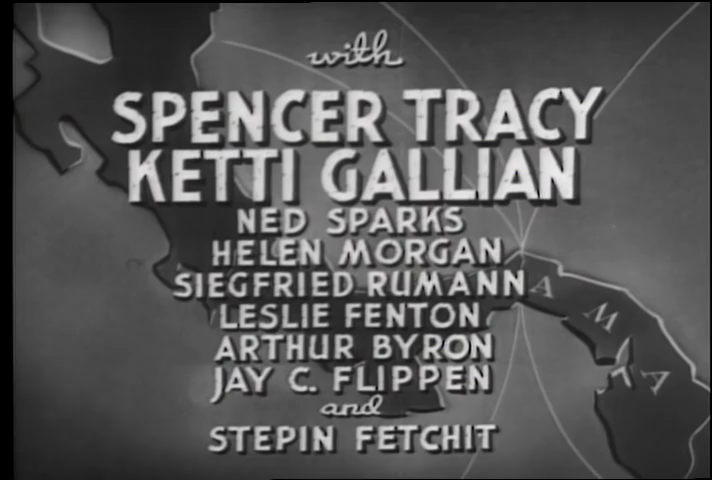 with
SPENCER TRACY
KETTI GALLIAN
NED SPARKS
HELEN MORGAN
SIEGFRIED RUMANN
LESLIE FENTON
ARTHUR BYRON
JAY C. FLIPPEN
and
STEPIN FETCHIT
A M A